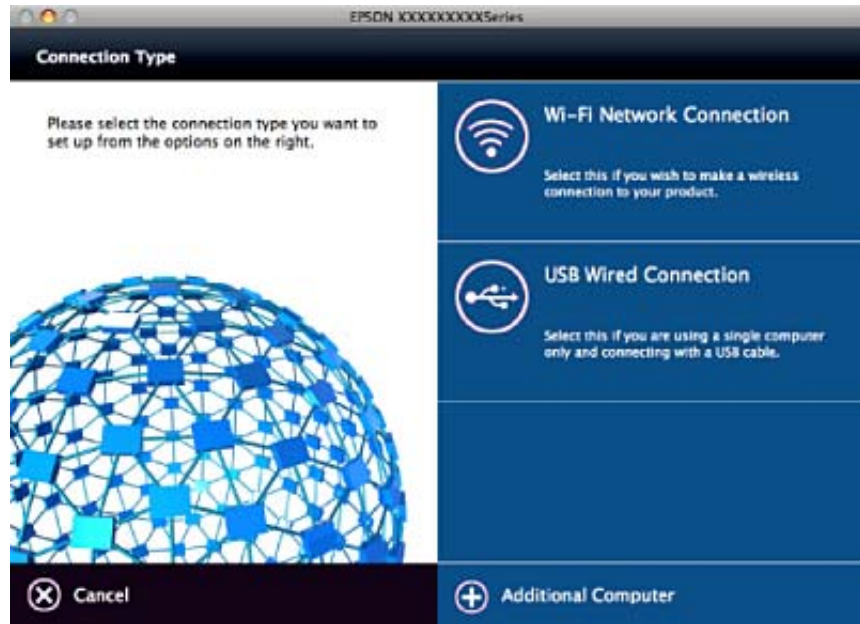 EPSON XXXXXXXXXSeries
Connection Type
Please select the connection type you want to
set up from the options on the right.
Wi-Fi Network Connection
Select this if you wish to make a wireless
connection to your product.
USB Wired Connection
Select this if you are using a single computer
only and connecting with a USB cable.
Cancel
Additional Computer